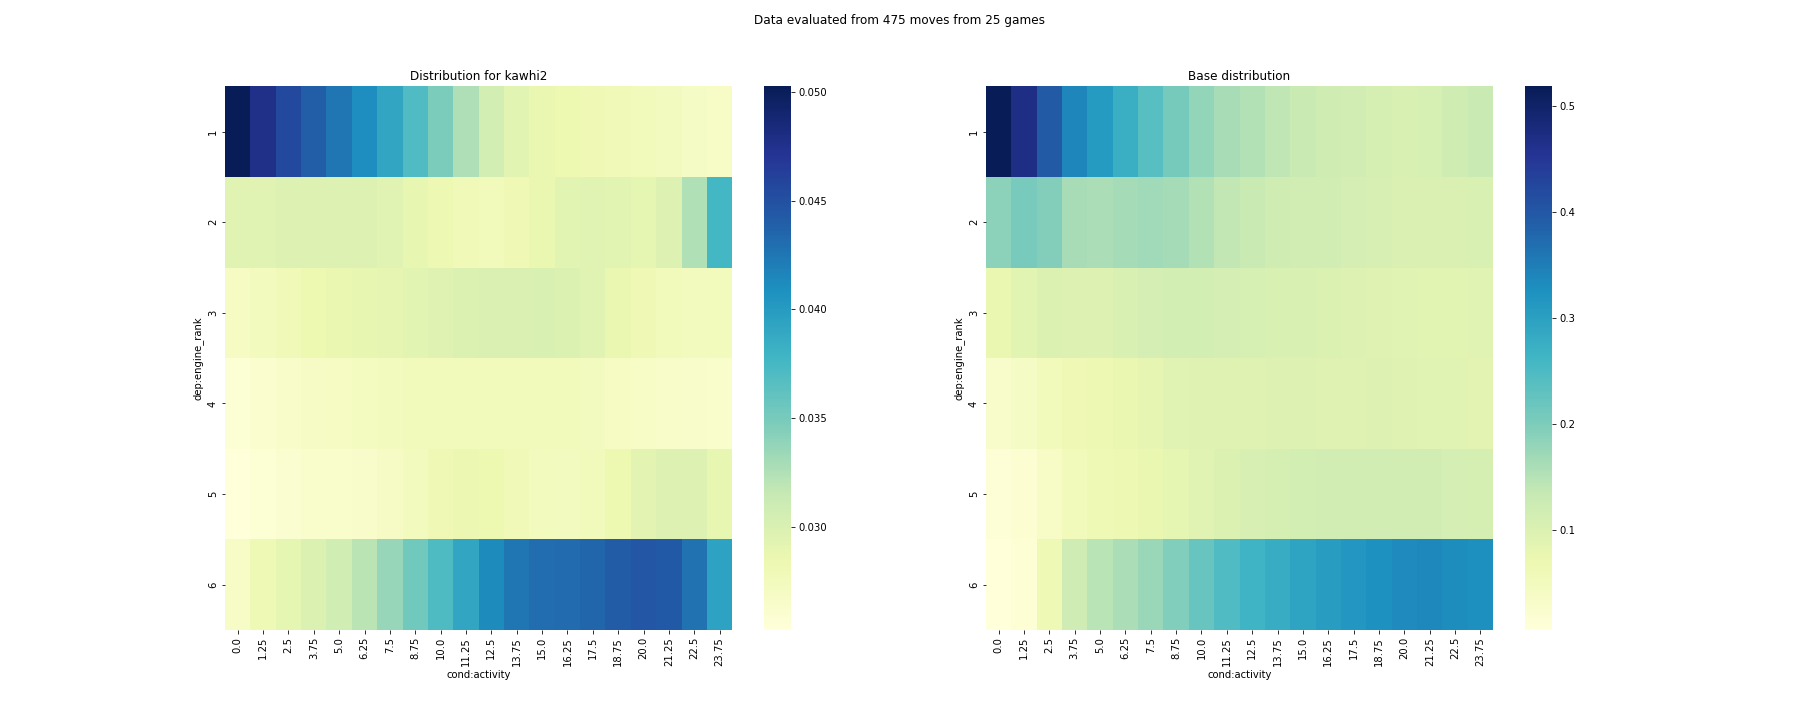 Data evaluated from 475 moves from 25 games
Distribution for kawhi2
dep:engine_rank
1
2
3
4
5
6
0.0 1.25 2.5 3.75 5.0 6.25 7.5 8.75 10.0 11.25 12.5 13.75 15.0 16.25 17.5 18.75 20.0 21.25 22.5 23.75
cond:activity
0.050
0.045
0.040
0.035
0.030
Base distribution
dep:engine_rank
1
2
3
4
5
6
0.0 1.25 2.5 3.75 5.0 6.25 7.5 8.75 10.0 11.25 12.5 13.75 15.0 16.25 17.5 18.75 20.0 21.25 22.5 23.75
cond:activity
0.5
0.4
0.3
0.2
0.1